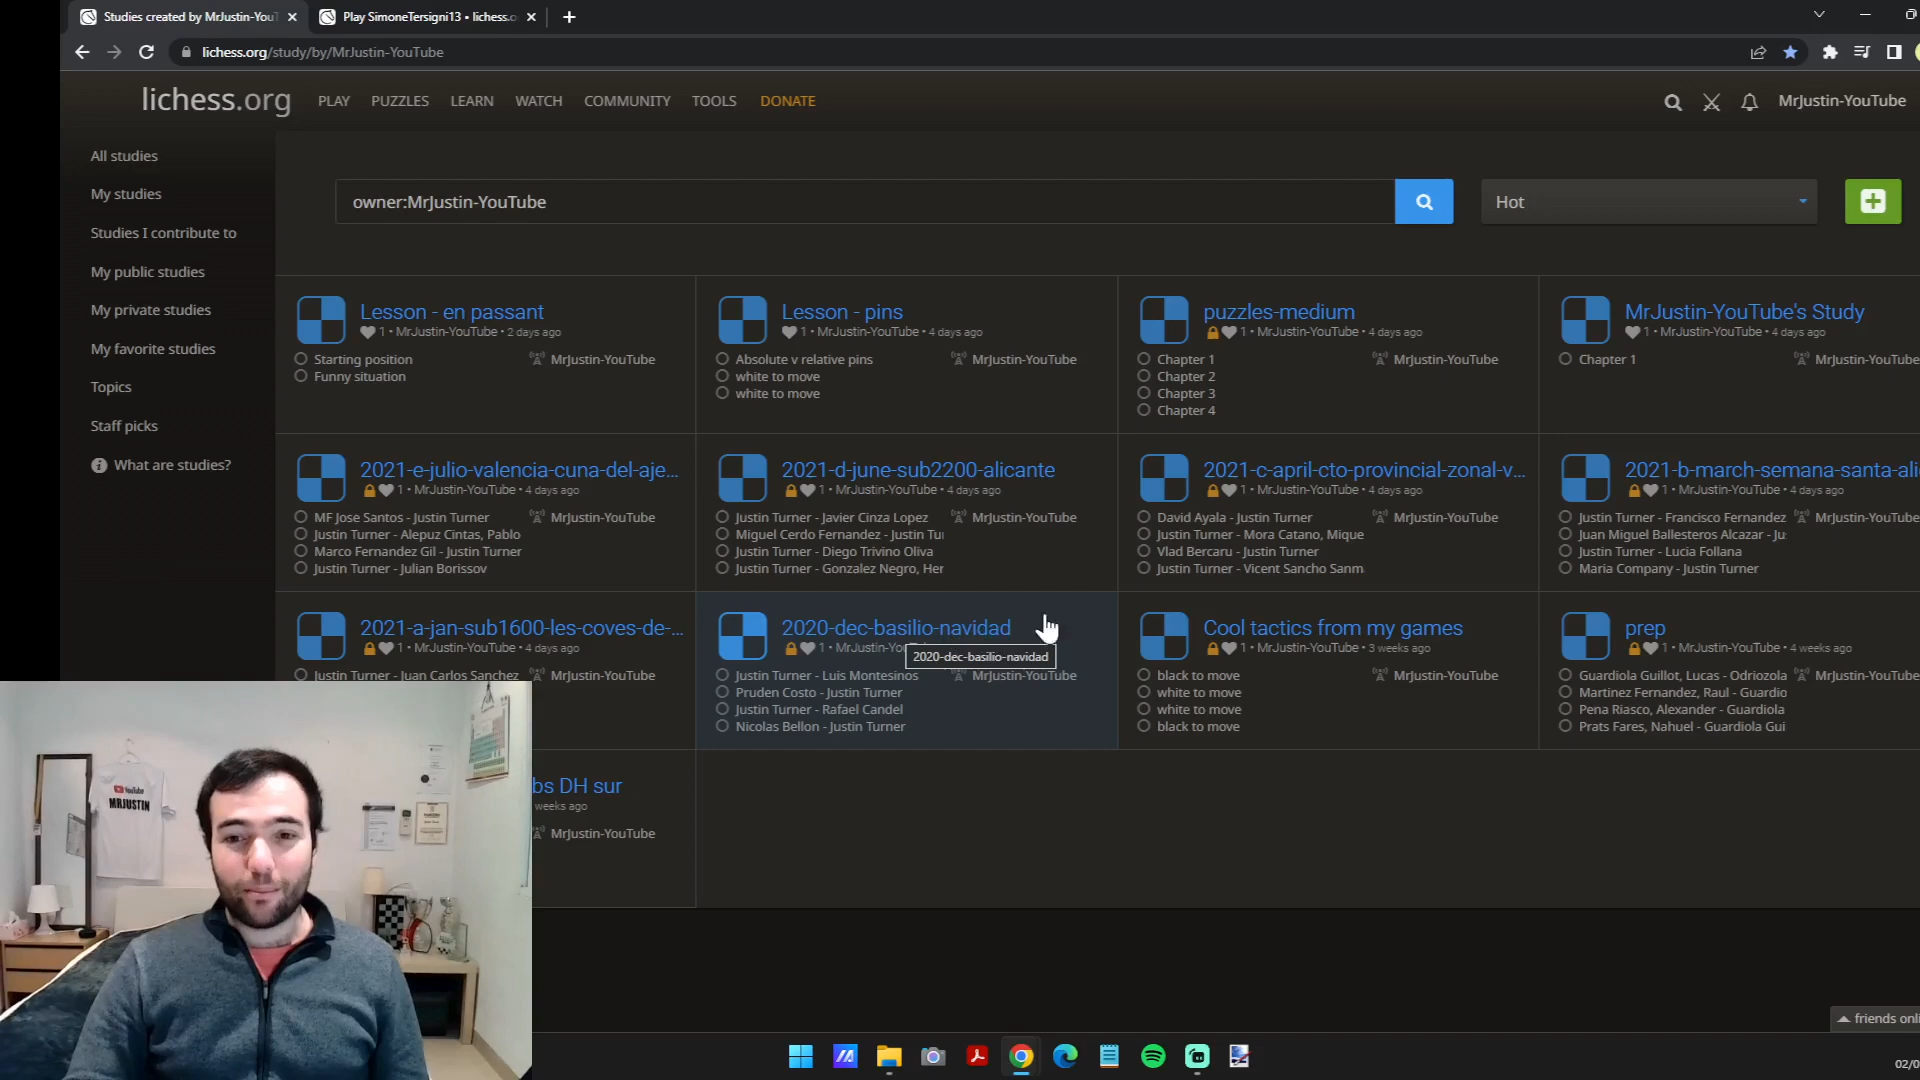 Studies created by MrJustin-YouT
Play SimoneTersigni13 • lichess.o
lichess.org/study/by/MrJustin-YouTube
lichess.org
PLAY
PUZZLES
LEARN
WATCH
COMMUNITY
TOOLS
DONATE
MrJustin-YouTube
All studies
My studies
Studies I contribute to
My public studies
My private studies
My favorite studies
Topics
Staff picks
What are studies?
owner:MrJustin-YouTube
Hot
Lesson - en passant
1 • MrJustin-YouTube • 2 days ago
Starting position
Funny situation
MrJustin-YouTube
Lesson - pins
1 • MrJustin-YouTube • 4 days ago
Absolute v relative pins
white to move
white to move
MrJustin-YouTube
puzzles-medium
1 • MrJustin-YouTube • 4 days ago
Chapter 1
Chapter 2
Chapter 3
Chapter 4
MrJustin-YouTube
MrJustin-YouTube's Study
1 • MrJustin-YouTube • 4 days ago
Chapter 1
MrJustin-YouTube
2021-e-julio-valencia-cuna-del-aje...
1 • MrJustin-YouTube • 4 days ago
MF Jose Santos - Justin Turner
Justin Turner - Alepuz Cintas, Pablo
Marco Fernandez Gil - Justin Turner
Justin Turner - Julian Borissov
MrJustin-YouTube
2021-d-june-sub2200-alicante
1 • MrJustin-YouTube • 4 days ago
Justin Turner - Javier Cinza Lopez
Miguel Cerdo Fernandez - Justin Tu
Justin Turner - Diego Trivino Oliva
Justin Turner - Gonzalez Negro, Her
MrJustin-YouTube
2021-c-april-cto-provincial-zonal-v...
1 • MrJustin-YouTube • 4 days ago
David Ayala - Justin Turner
Justin Turner - Mora Catano, Mique
Vlad Bercaru - Justin Turner
Justin Turner - Vicent Sancho Sanm
MrJustin-YouTube
2021-b-march-semana-santa-ali
1 • MrJustin-YouTube • 4 days ago
Justin Turner - Francisco Fernandez
Juan Miguel Ballesteros Alcazar - Ju
Justin Turner - Lucia Follana
Maria Company - Justin Turner
MrJustin-YouTube
2021-a-jan-sub1600-les-coves-de-...
1 • MrJustin-YouTube • 4 days ago
Justin Turner - Juan Carlos Sanchez
MrJustin-YouTube
2020-dec-basilio-navidad
1 • MrJustin-You
2020-dec-basilio-navidad
Justin Turner - Luis Montesinos
Pruden Costo - Justin Turner
Justin Turner - Rafael Candel
Nicolas Bellon - Justin Turner
MrJustin-YouTube
Cool tactics from my games
1 • MrJustin-YouTube • 3 weeks ago
black to move
white to move
white to move
black to move
MrJustin-YouTube
prep
1 • MrJustin-YouTube • 4 weeks ago
Guardiola Guillot, Lucas - Odriozola
Martinez Fernandez, Raul - Guardio
Pena Riasco, Alexander - Guardiola
Prats Fares, Nahuel - Guardiola Gui
MrJustin-YouTube
bs DH sur
weeks ago
MrJustin-YouTube
YouTube
MRJUSTIN
friends onli
02/0